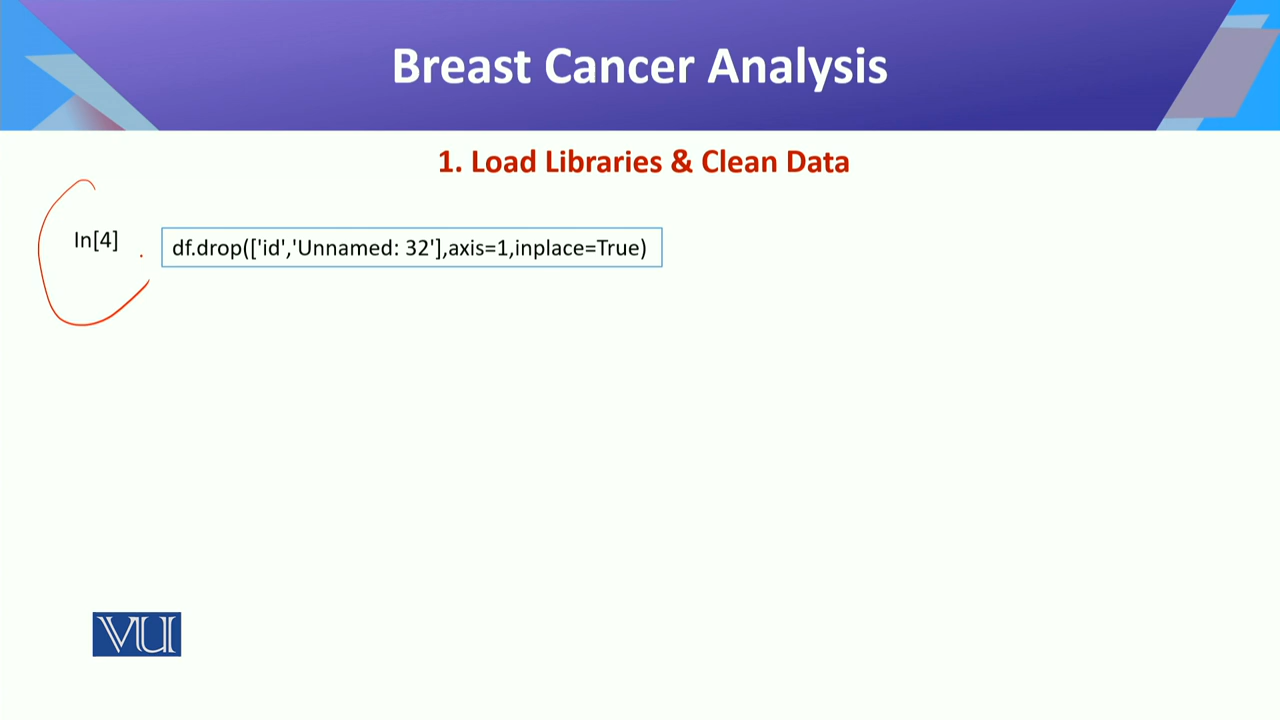 Breast Cancer Analysis
1. Load Libraries & Clean Data
In[4]
df.drop(['id','Unnamed: 32'],axis=1,inplace=True)
VU